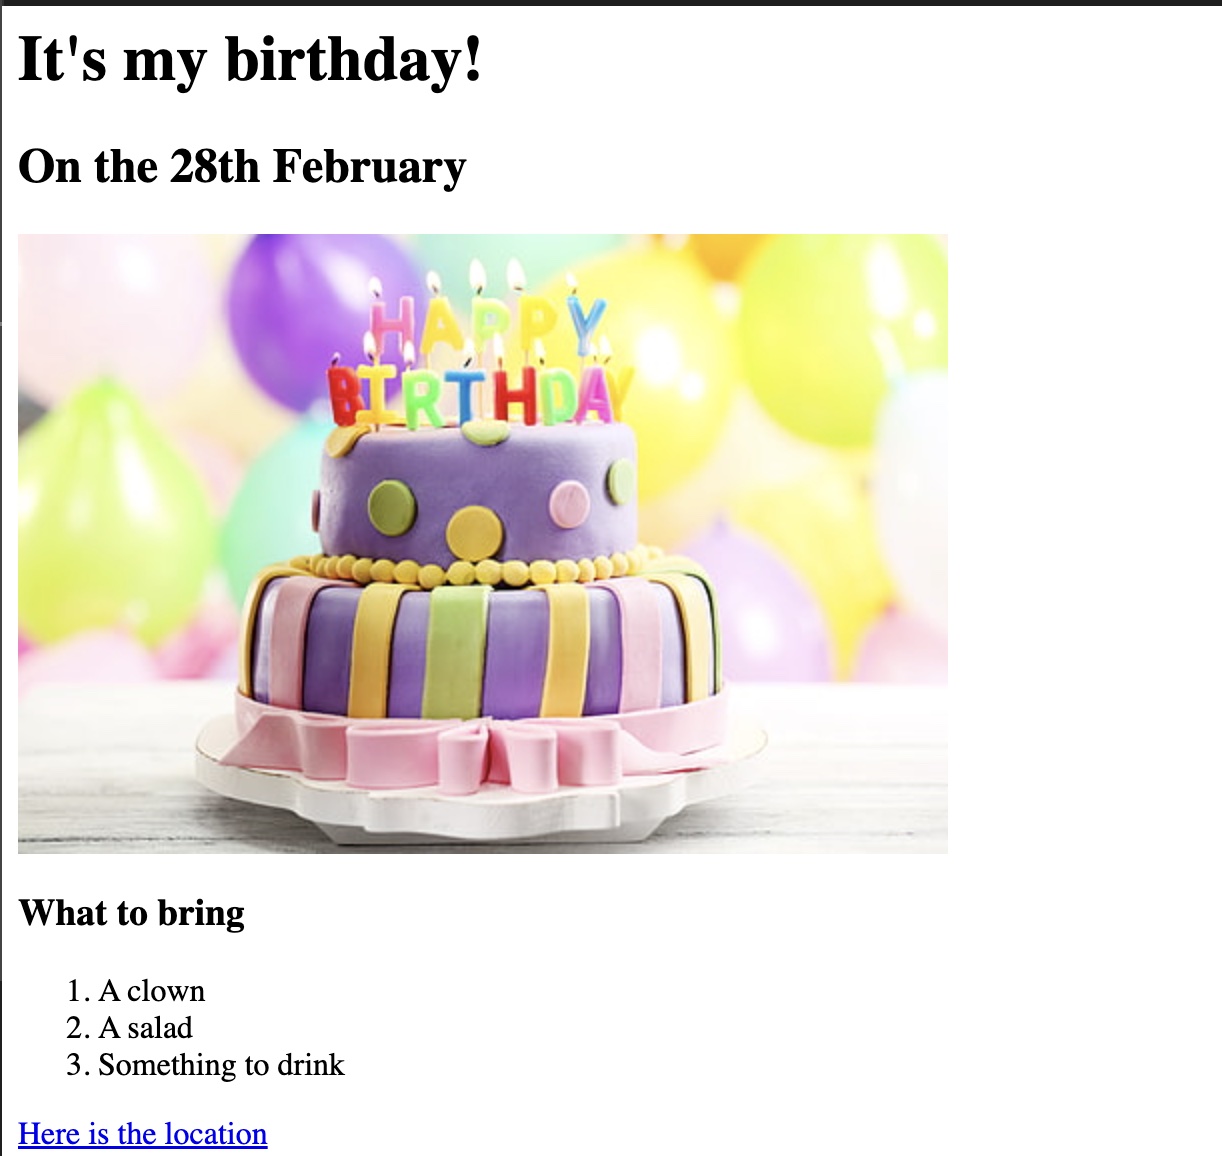 It's my birthday!
On the 28th February
HAPPY
BIRTHDAY
What to bring
1. A clown
2. A salad
3. Something to drink
Here is the location